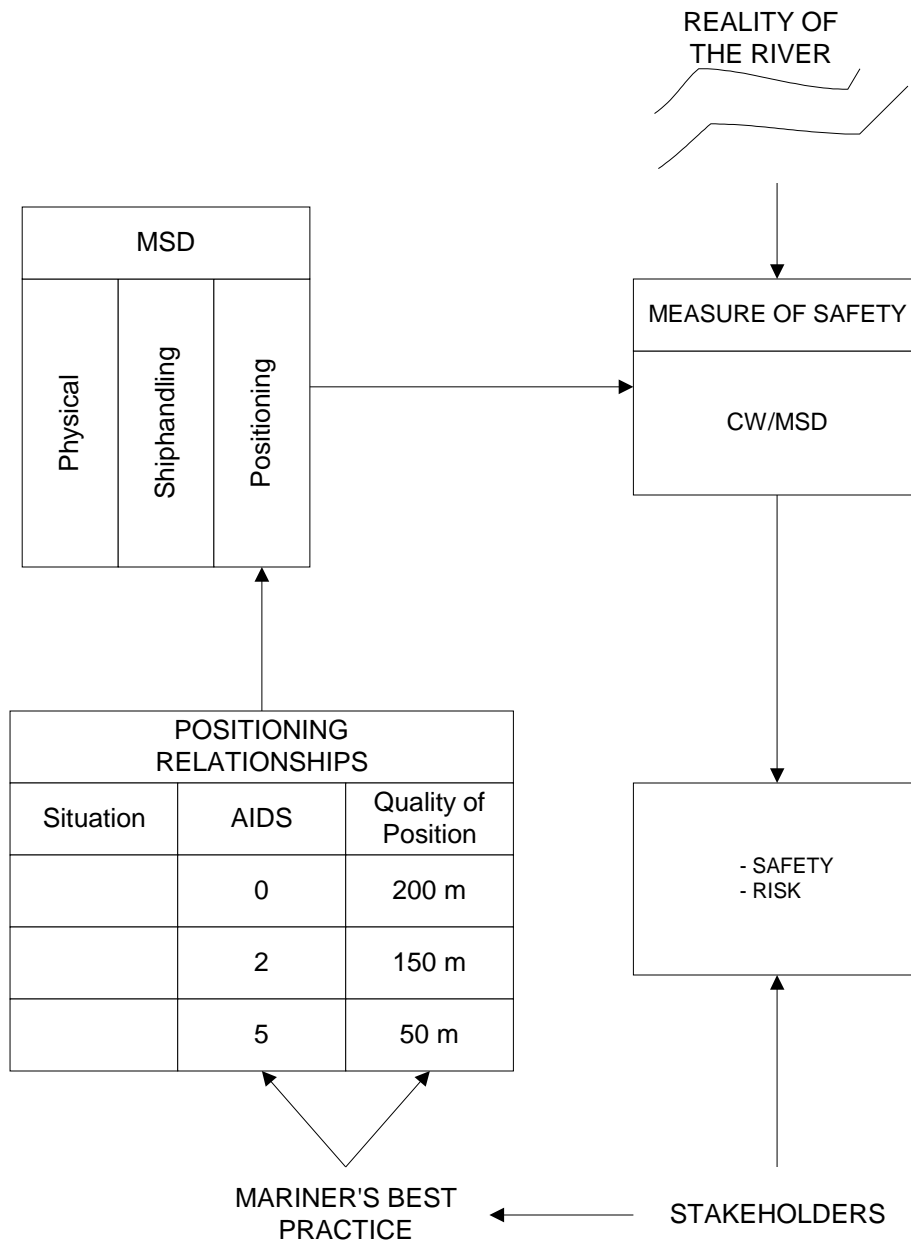 REALITY OF
THE RIVER
MSD
Physical
Shiphandling
Positioning
MEASURE OF SAFETY
CW/MSD
POSITIONING
RELATIONSHIPS
Situation
AIDS
Quality of
Position
0
200 m
2
150 m
5
50 m
- SAFETY
- RISK
MARINER'S BEST
PRACTICE
STAKEHOLDERS